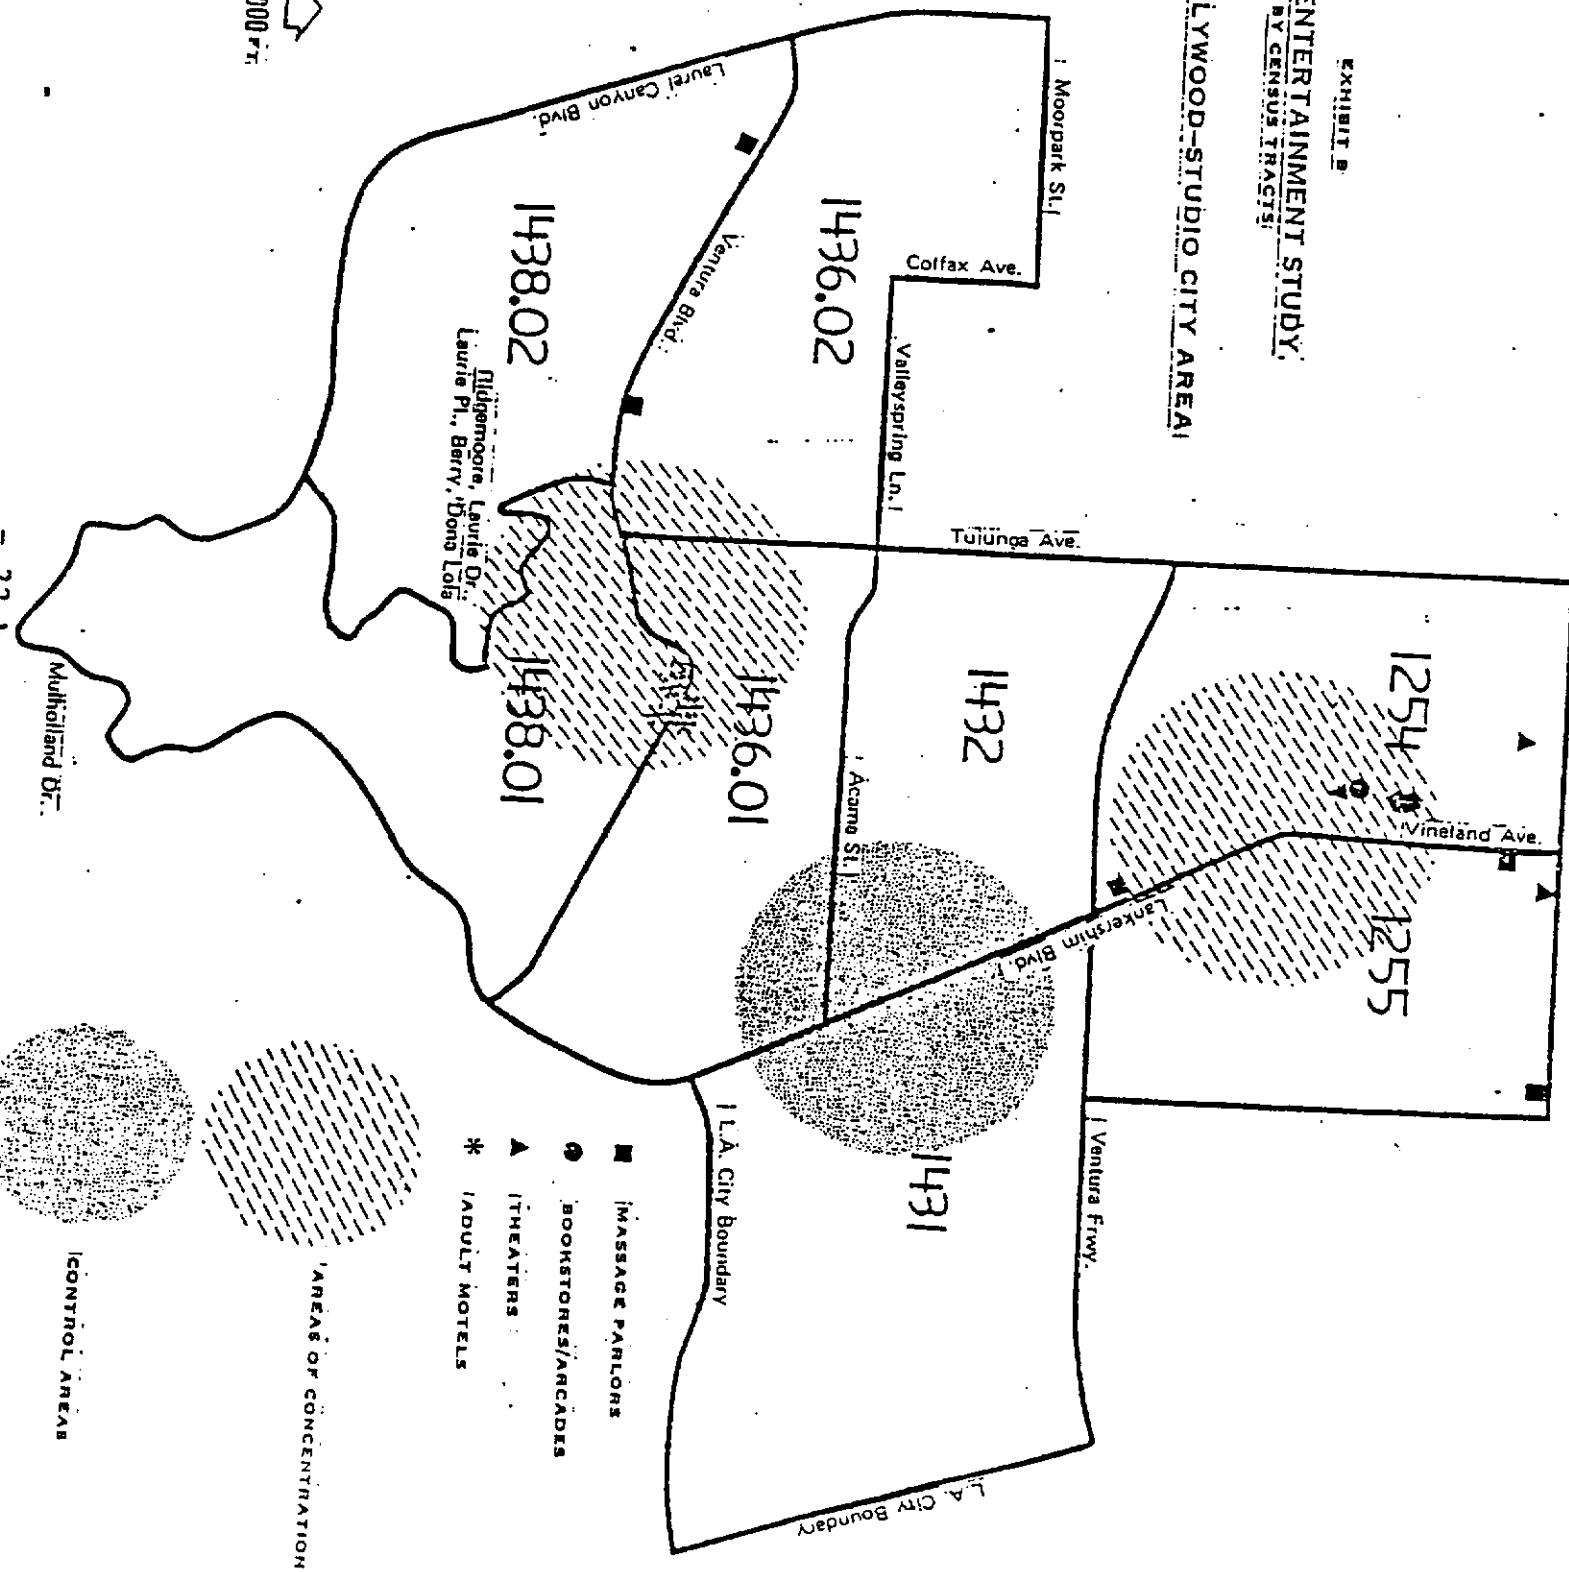 EXHIBIT B
ENTERTAINMENT STUDY
BY CENSUS TRACTS
LYWOOD-STUDIO CITY AREA
Moorpark St.
Colfax Ave.
Laurel Canyon Blvd.
Ventura Blvd.
Valleyspring Ln.
Tujunga Ave.
1436.02
1438.02
Ridgemoore, Laurie Dr.,
Laurie Pl., Berry, Dona Lola
1254
1432
1436.01
1438.01
Vineland Ave.
1255
Acama St.
Lankershim Blvd.
Mulholland Dr.
1431
Ventura Frwy.
L.A. City Boundary
L.A. City Boundary
MASSAGE PARLORS
BOOKSTORES/ARCADES
THEATERS
ADULT MOTELS
AREAS OF CONCENTRATION
CONTROL AREAS
000 FT.